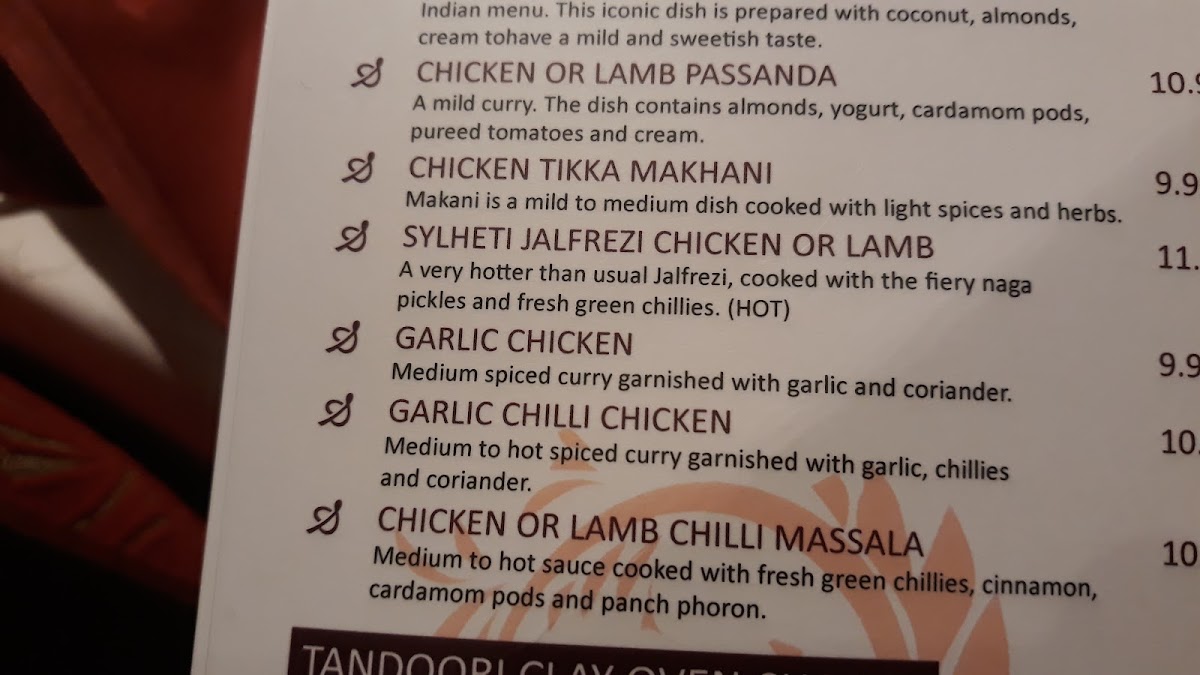 Indian menu. This iconic dish is prepared with coconut, almonds,
cream tohave a mild and sweetish taste.
CHICKEN OR LAMB PASSANDA 10.9
A mild curry. The dish contains almonds, yogurt, cardamom pods,
pureed tomatoes and cream.
CHICKEN TIKKA MAKHANI 9.9
Makani is a mild to medium dish cooked with light spices and herbs.
SYLHETI JALFREZI CHICKEN OR LAMB 11.
A very hotter than usual Jalfrezi, cooked with the fiery naga
pickles and fresh green chillies. (HOT)
GARLIC CHICKEN 9.9
Medium spiced curry garnished with garlic and coriander.
GARLIC CHILLI CHICKEN 10.
Medium to hot spiced curry garnished with garlic, chillies
and coriander.
CHICKEN OR LAMB CHILLI MASSALA 10
Medium to hot sauce cooked with fresh green chillies, cinnamon,
cardamom pods and panch phoron.
TANDOORI CLAY OVEN